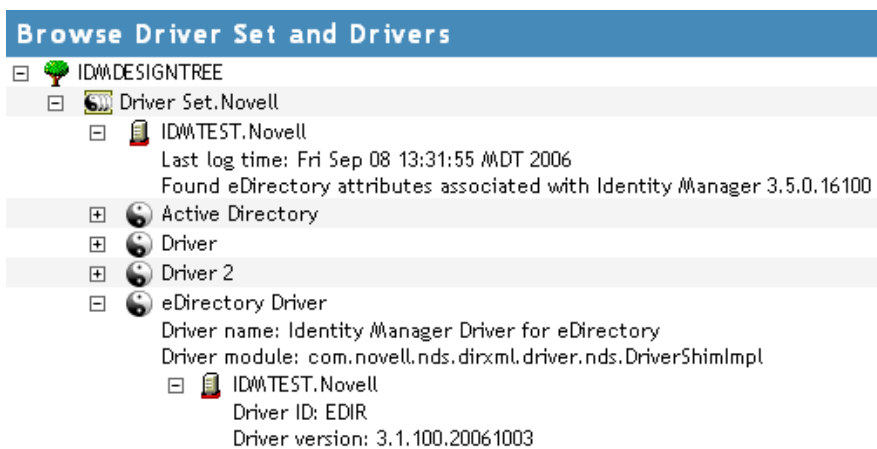 Browse Driver Set and Drivers
IDMDESIGNTREE
Driver Set.Novell
IDMTEST.Novell
Last log time: Fri Sep 08 13:31:55 MDT 2006
Found eDirectory attributes associated with Identity Manager 3.5.0.16100
Active Directory
Driver
Driver 2
eDirectory Driver
Driver name: Identity Manager Driver for eDirectory
Driver module: com.novell.nds.dirxml.driver.nds.DriverShimImpl
IDMTEST.Novell
Driver ID: EDIR
Driver version: 3.1.100.20061003